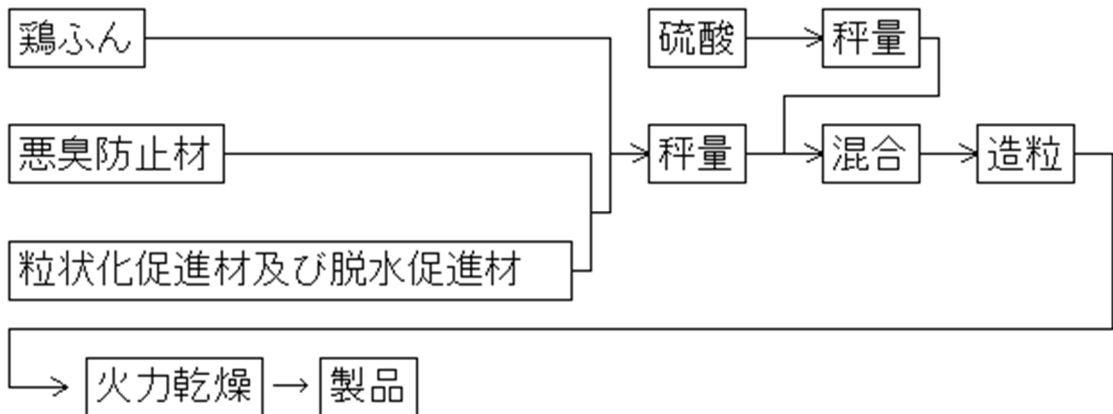 鶏ふん
硫酸
秤量
悪臭防止材
秤量
混合
造粒
粒状化促進材及び脱水促進材
火力乾燥
製品